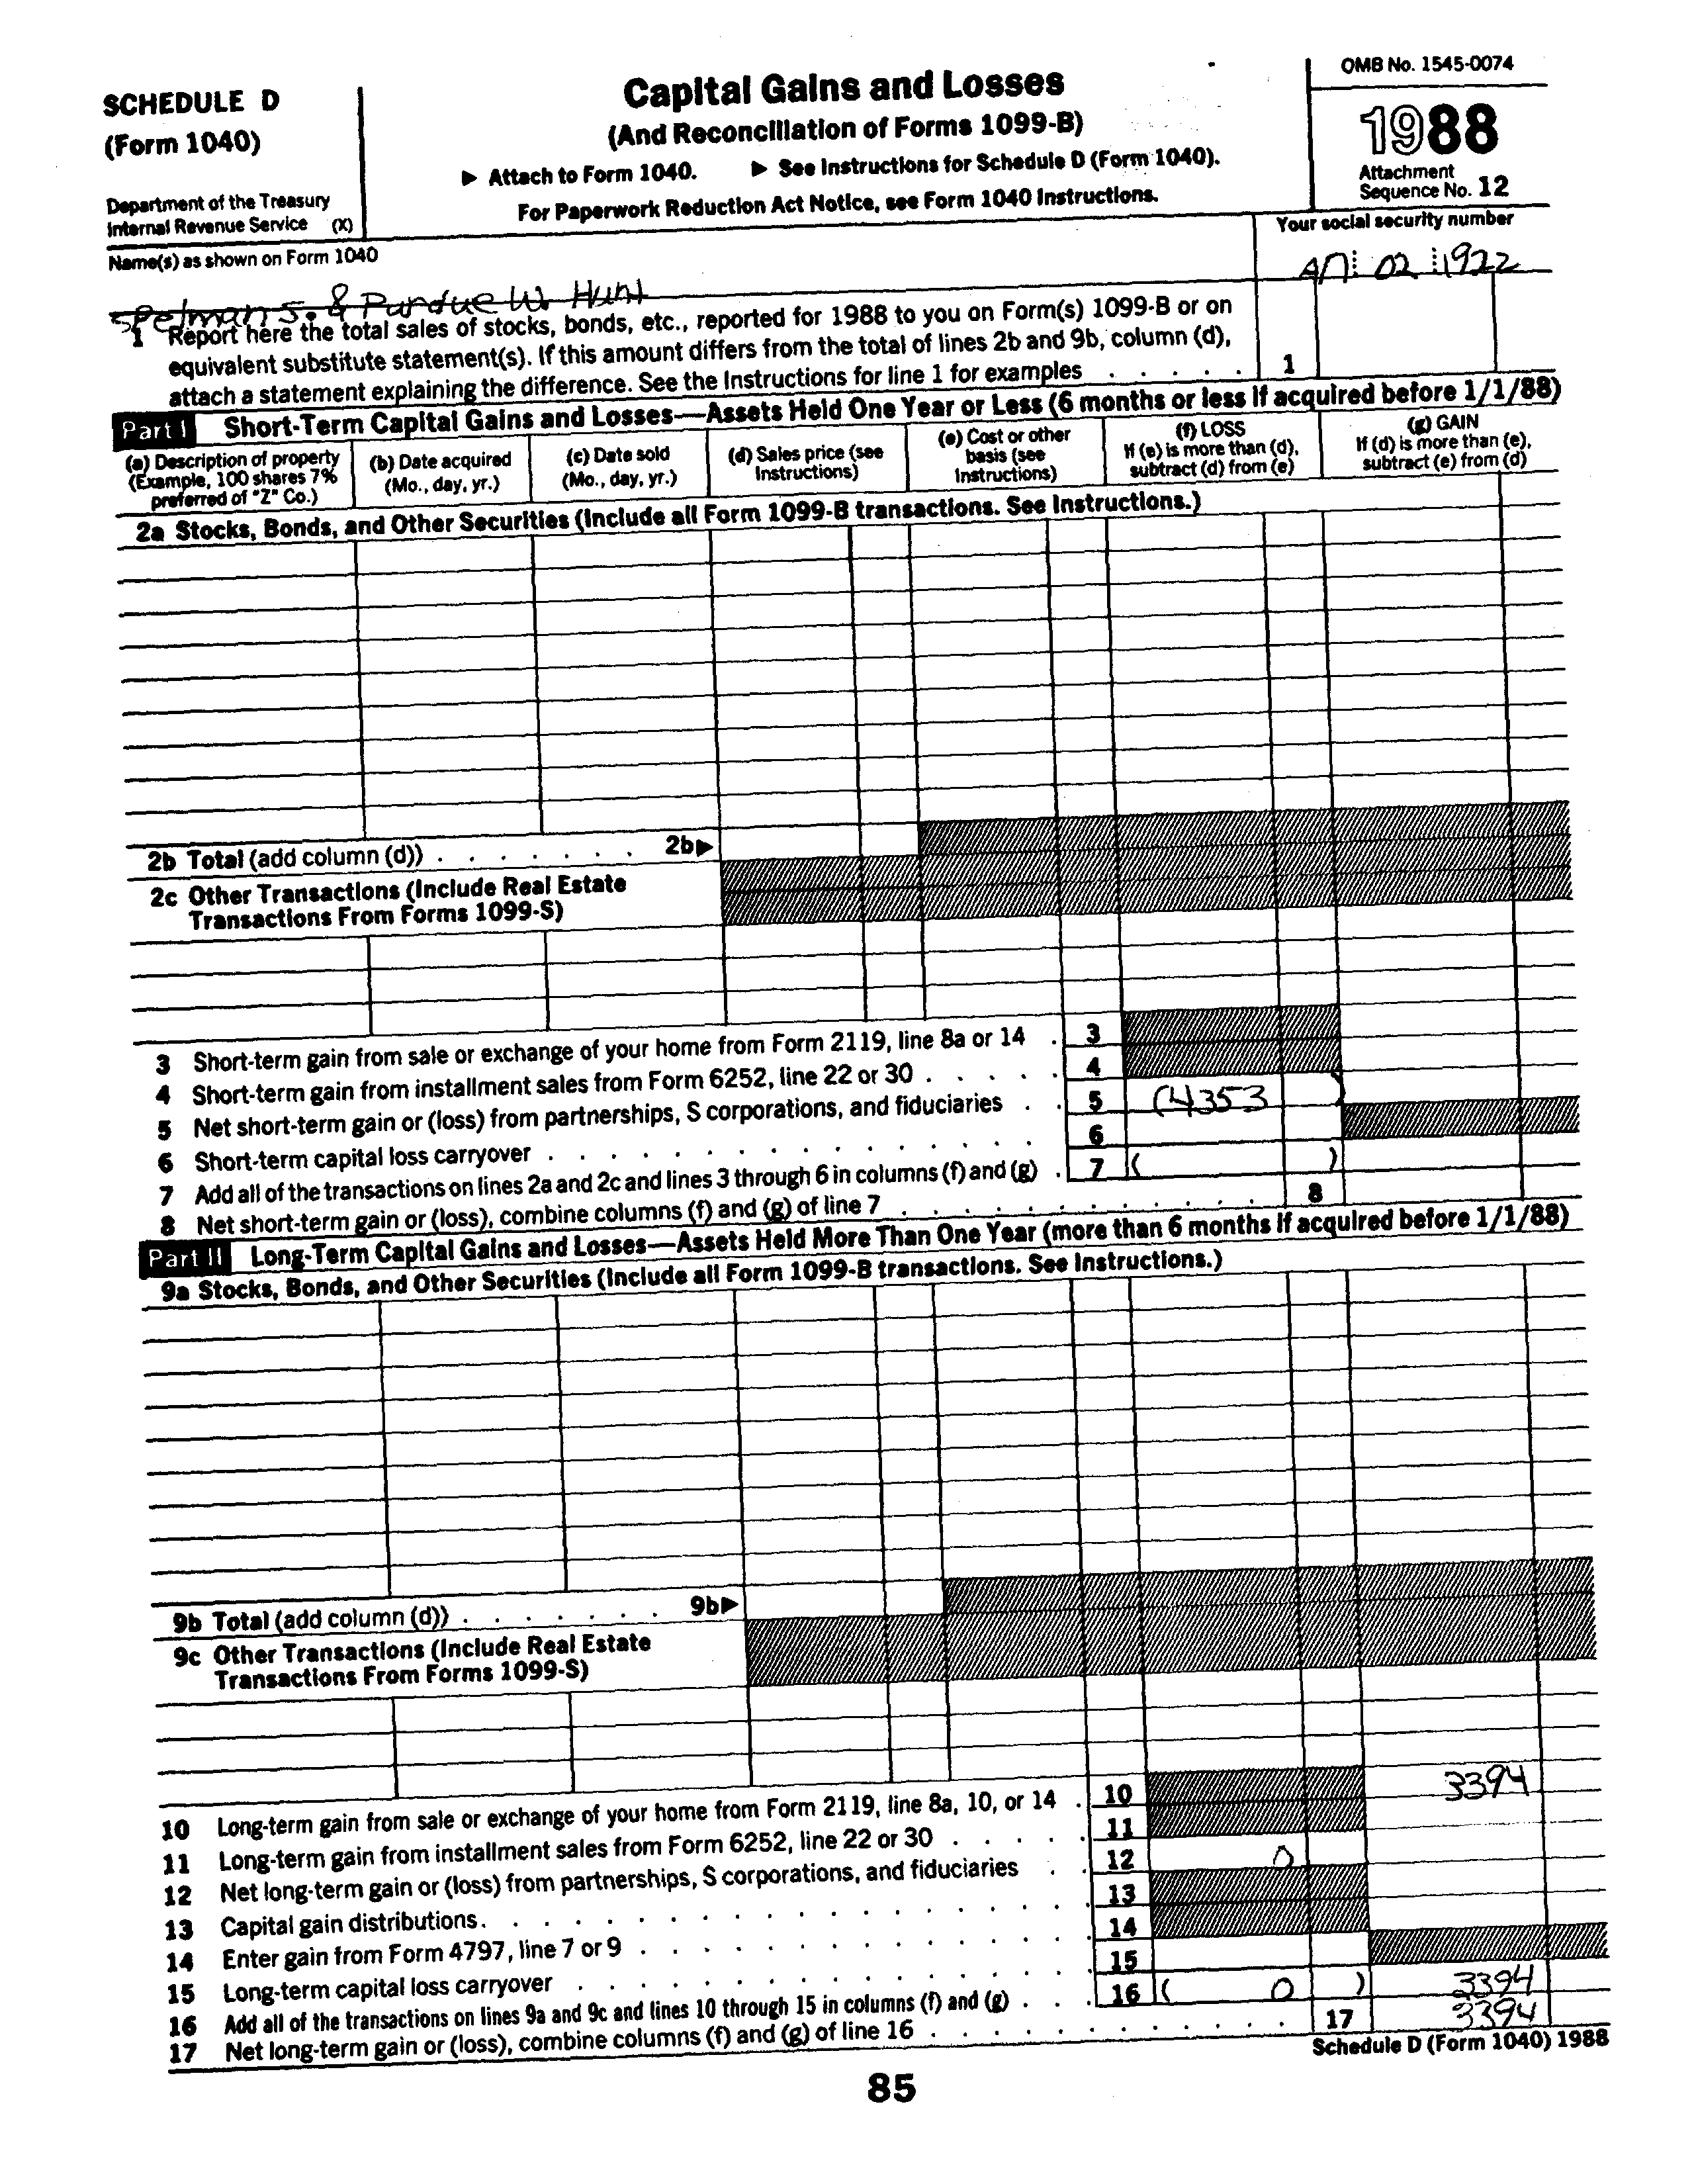 SCHEDULE D
(Form 1040)
Department of the Treasury
Internal Revenue Service (X)
Capital Gains and Losses
(And Reconciliation of Forms 1099-B)
▶ Attach to Form 1040. ▶ See Instructions for Schedule D (Form 1040).
For Paperwork Reduction Act Notice, see Form 1040 Instructions.
OMB No. 1545-0074
1988
Attachment
Sequence No. 12
Name(s) as shown on Form 1040
Spelman S. & Purdue W. Hunt
Your social security number
02 1922
1 Report here the total sales of stocks, bonds, etc., reported for 1988 to you on Form(s) 1099-B or on
equivalent substitute statement(s). If this amount differs from the total of lines 2b and 9b, column (d),
attach a statement explaining the difference. See the Instructions for line 1 for examples . . . . . 1
Part I Short-Term Capital Gains and Losses—Assets Held One Year or Less (6 months or less if acquired before 1/1/88)
(a) Description of property
(Example, 100 shares 7%
preferred of "Z" Co.)
(b) Date acquired
(Mo., day, yr.)
(c) Date sold
(Mo., day, yr.)
(d) Sales price (see
Instructions)
(e) Cost or other
basis (see
Instructions)
(f) LOSS
If (e) is more than (d),
subtract (d) from (e)
(g) GAIN
If (d) is more than (e),
subtract (e) from (d)
2a Stocks, Bonds, and Other Securities (Include all Form 1099-B transactions. See Instructions.)
2b Total (add column (d)) . . . . . . . 2b▶
2c Other Transactions (Include Real Estate
Transactions From Forms 1099-S)
3 Short-term gain from sale or exchange of your home from Form 2119, line 8a or 14 . 3
4 Short-term gain from installment sales from Form 6252, line 22 or 30 . . . . . 4
5 Net short-term gain or (loss) from partnerships, S corporations, and fiduciaries . . 5 (4353 )
6 Short-term capital loss carryover . . . . . . . . . . . . . . . 6
7 Add all of the transactions on lines 2a and 2c and lines 3 through 6 in columns (f) and (g) . 7 ( )
8 Net short-term gain or (loss), combine columns (f) and (g) of line 7 . . . . . . . . . . . . 8
Part II Long-Term Capital Gains and Losses—Assets Held More Than One Year (more than 6 months if acquired before 1/1/88)
9a Stocks, Bonds, and Other Securities (Include all Form 1099-B transactions. See Instructions.)
9b Total (add column (d)) . . . . . . . 9b▶
9c Other Transactions (Include Real Estate
Transactions From Forms 1099-S)
10 Long-term gain from sale or exchange of your home from Form 2119, line 8a, 10, or 14 . 10 3394
11 Long-term gain from installment sales from Form 6252, line 22 or 30 . . . . . 11
12 Net long-term gain or (loss) from partnerships, S corporations, and fiduciaries . . 12 0
13 Capital gain distributions. . . . . . . . . . . . . . . . . . . . 13
14 Enter gain from Form 4797, line 7 or 9 . . . . . . . . . . . . . . . 14
15 Long-term capital loss carryover . . . . . . . . . . . . . . . . . 15
16 Add all of the transactions on lines 9a and 9c and lines 10 through 15 in columns (f) and (g) . . . 16 ( 0 ) 3394
17 Net long-term gain or (loss), combine columns (f) and (g) of line 16 . . . . . . . . . . . . 17 3394
Schedule D (Form 1040) 1988
85